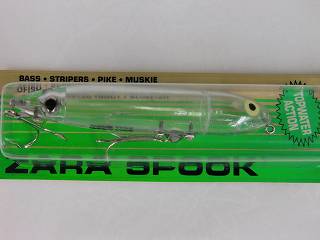 BASS • STRIPERS • PIKE • MUSKIE
TOPWATER
ACTION
ZARA SPOOK